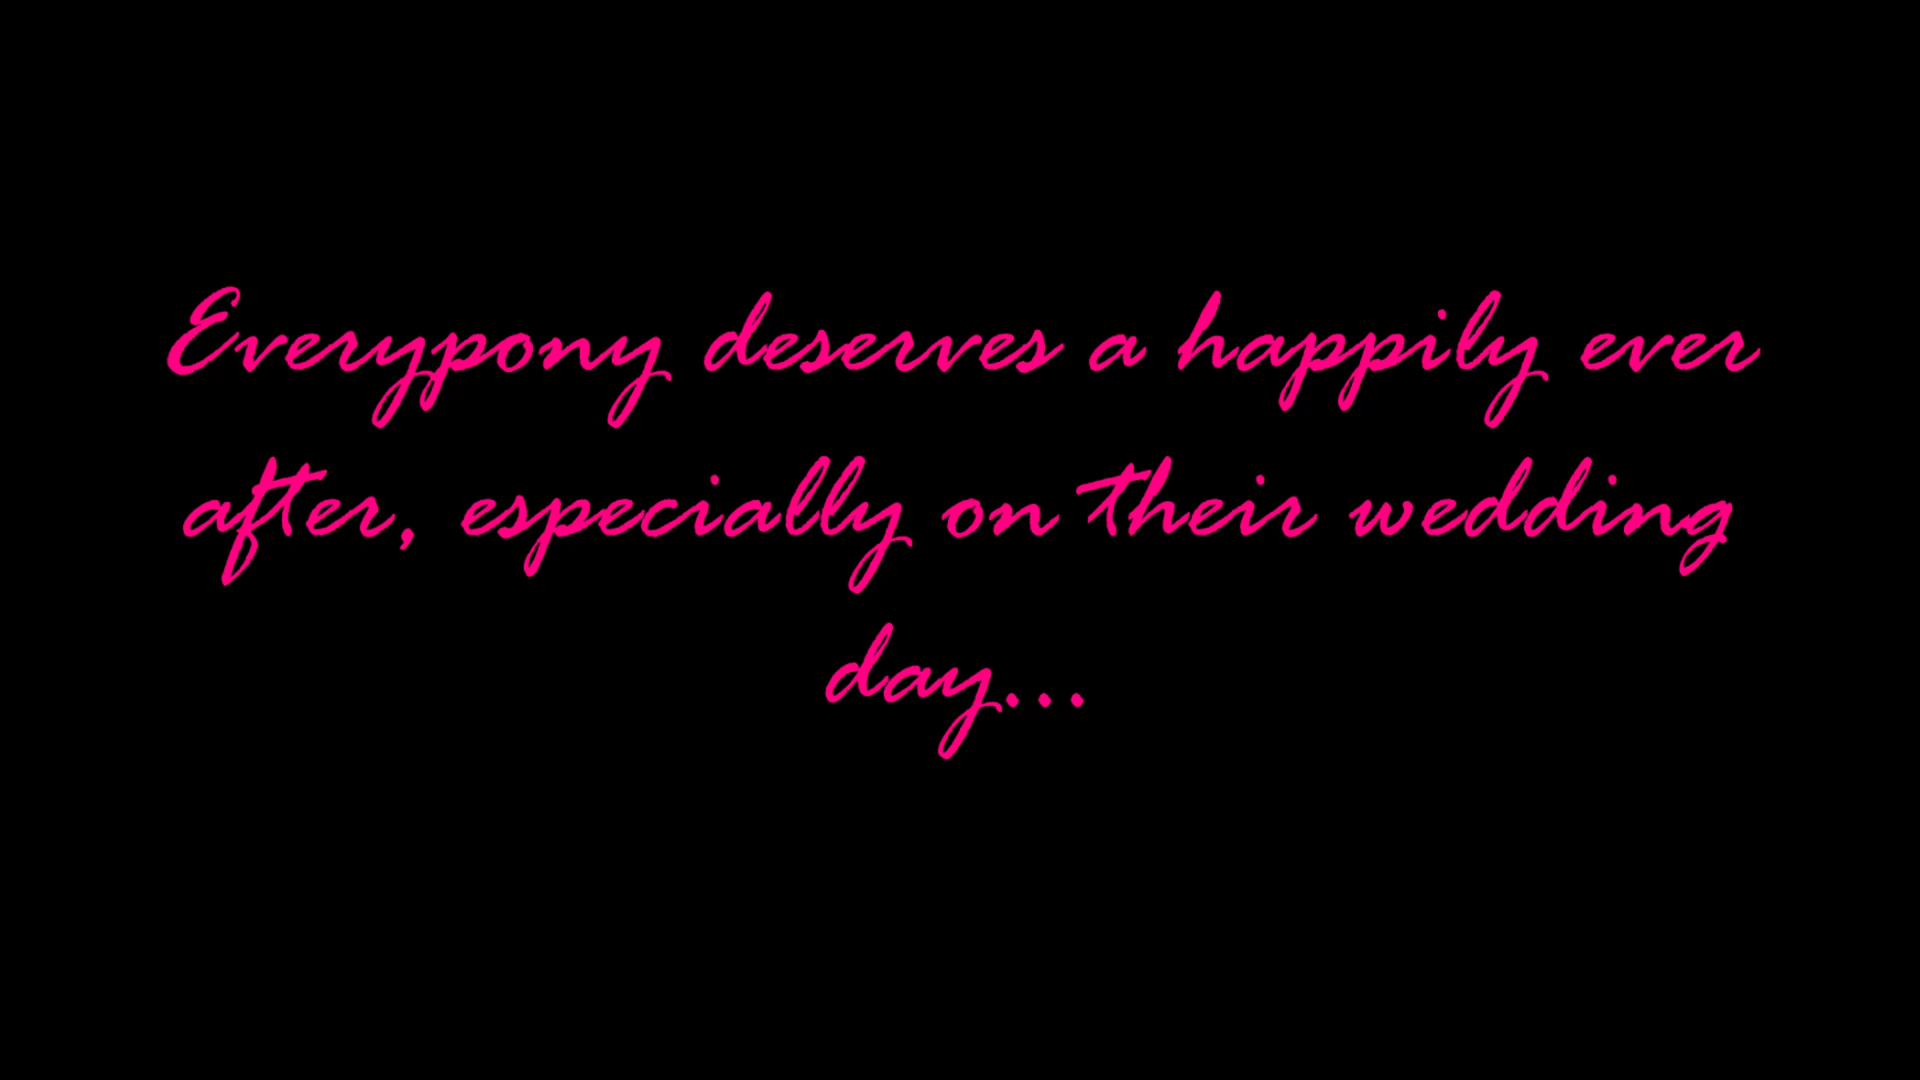 Everypony deserves a happily ever
after, especially on their wedding
day...